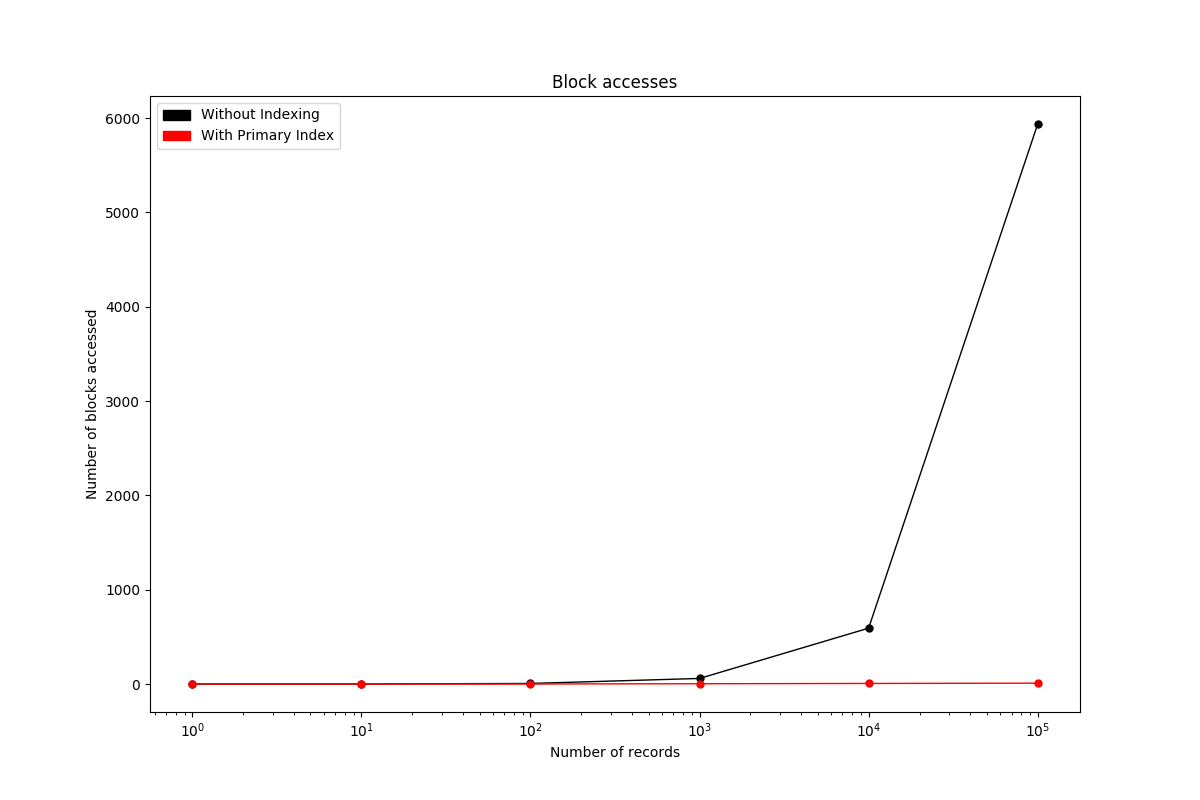 Block accesses
Without Indexing
With Primary Index
6000
5000
4000
3000
2000
1000
0
Number of blocks accessed
10⁰ 10¹ 10² 10³ 10⁴ 10⁵
Number of records